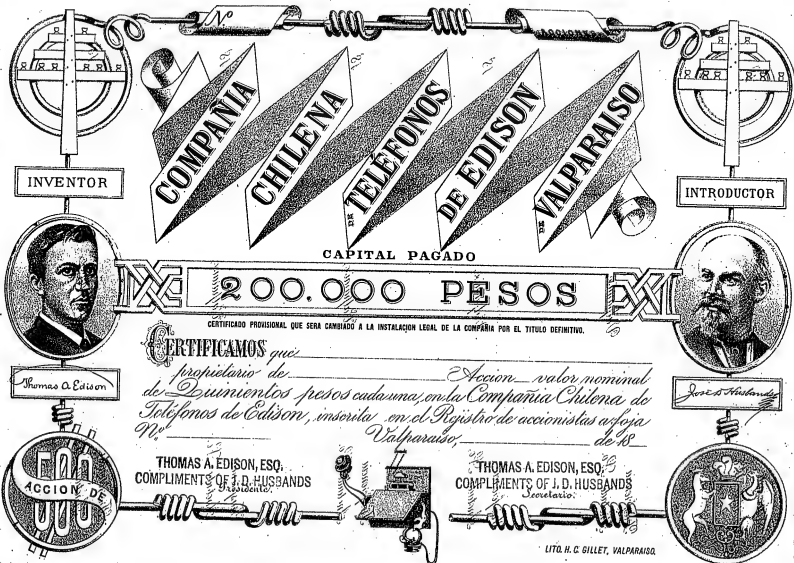 Nº
ACCIONES
COMPAÑIA
CHILENA
DE TELÉFONOS
DE EDISON
DE VALPARAISO
INVENTOR
INTRODUCTOR
CAPITAL PAGADO
200.000 PESOS
CERTIFICADO PROVISIONAL QUE SERA CAMBIADO A LA INSTALACION LEGAL DE LA COMPAÑIA POR EL TITULO DEFINITIVO.
CERTIFICAMOS que
propietario de Accion valor nominal
de Quinientos pesos cada una, en la Compañia Chilena de
Teléfonos de Edison, inscrita en el Rejistro de accionistas a foja
Nº Valparaiso, de 18
Thomas A Edison
José D Husbands
500
ACCION DE
THOMAS A. EDISON, ESQ.
COMPLIMENTS OF J. D. HUSBANDS
Presidente.
THOMAS A. EDISON, ESQ.
COMPLIMENTS OF J. D. HUSBANDS
Secretario.
LITO. H. C. GILLET, VALPARAISO.